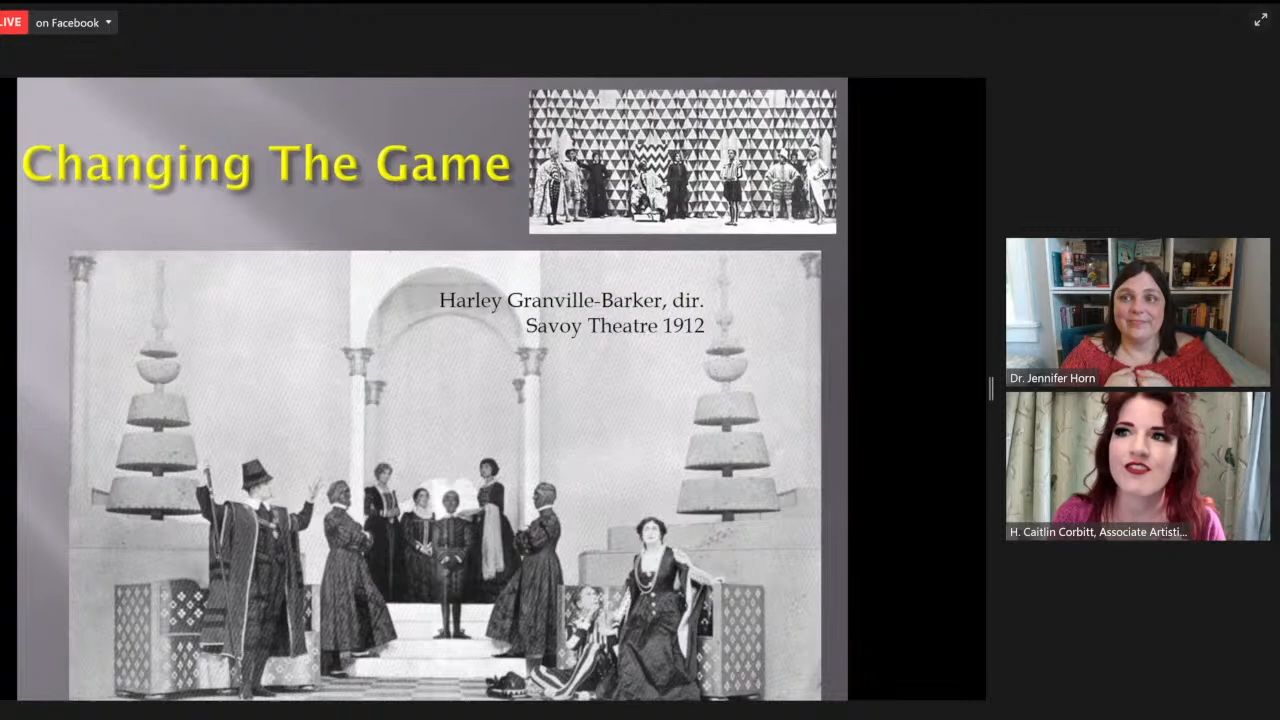 LIVE on Facebook
Changing The Game
Harley Granville-Barker, dir.
Savoy Theatre 1912
Dr. Jennifer Horn
H. Caitlin Corbitt, Associate Artisti...